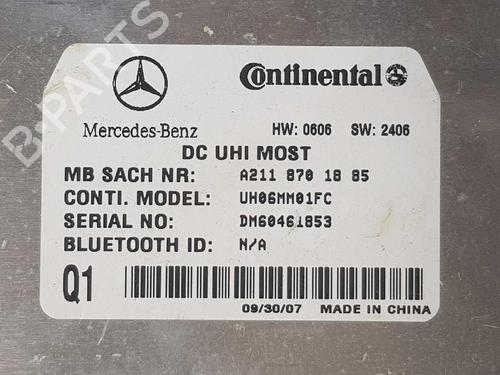 Continental
Mercedes-Benz HW: 0606 SW: 2406
DC UHI MOST
MB SACH NR: A211 870 18 85
CONTI. MODEL: UH06MM01FC
SERIAL NO: DM60461853
BLUETOOTH ID: N/A
Q1
09/30/07 MADE IN CHINA
B-PARTS